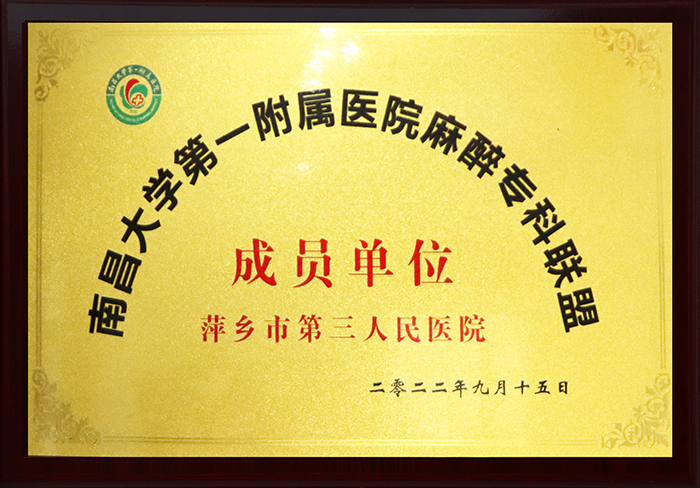 南昌大学第一附属医院麻醉专科联盟
成员单位
萍乡市第三人民医院
二零二二年九月十五日